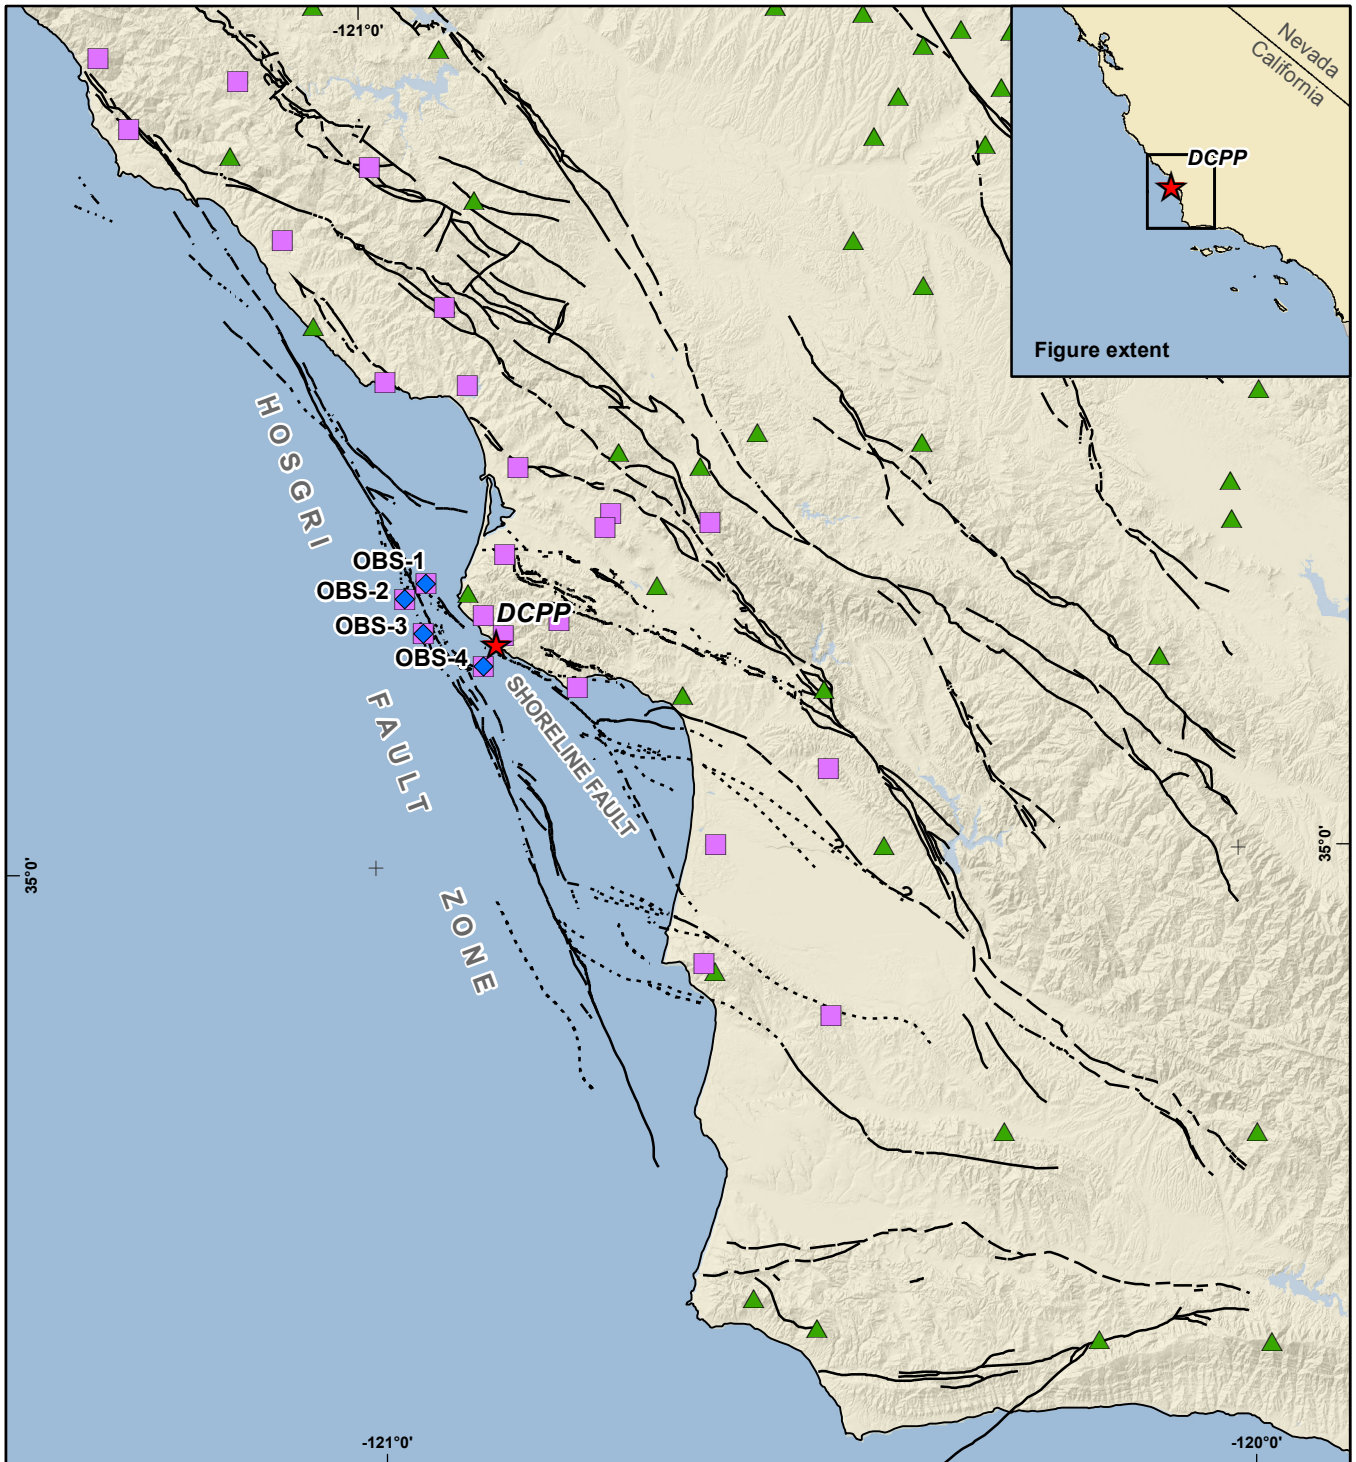 -121°0'
Nevada
California
DCPP
Figure extent
HOSGRI
OBS-1
OBS-2
OBS-3
DCPP
OBS-4
SHORELINE FAULT
FAULT
?
35°0'
35°0'
?
ZONE
-121°0'
-120°0'